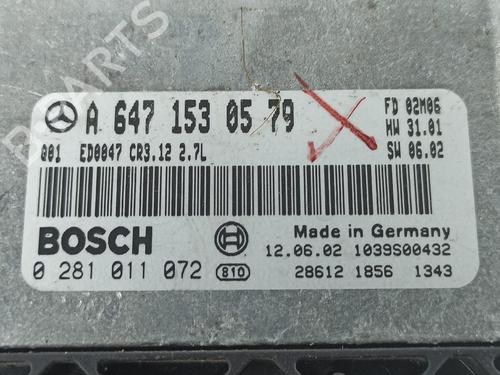 A 647 153 05 79
FD 02M06
HW 31.01
SW 06.02
001 ED0047 CR3.12 2.7L
BOSCH
Made in Germany
12.06.02 1039S00432
0 281 011 072 810
28612 1856 1343